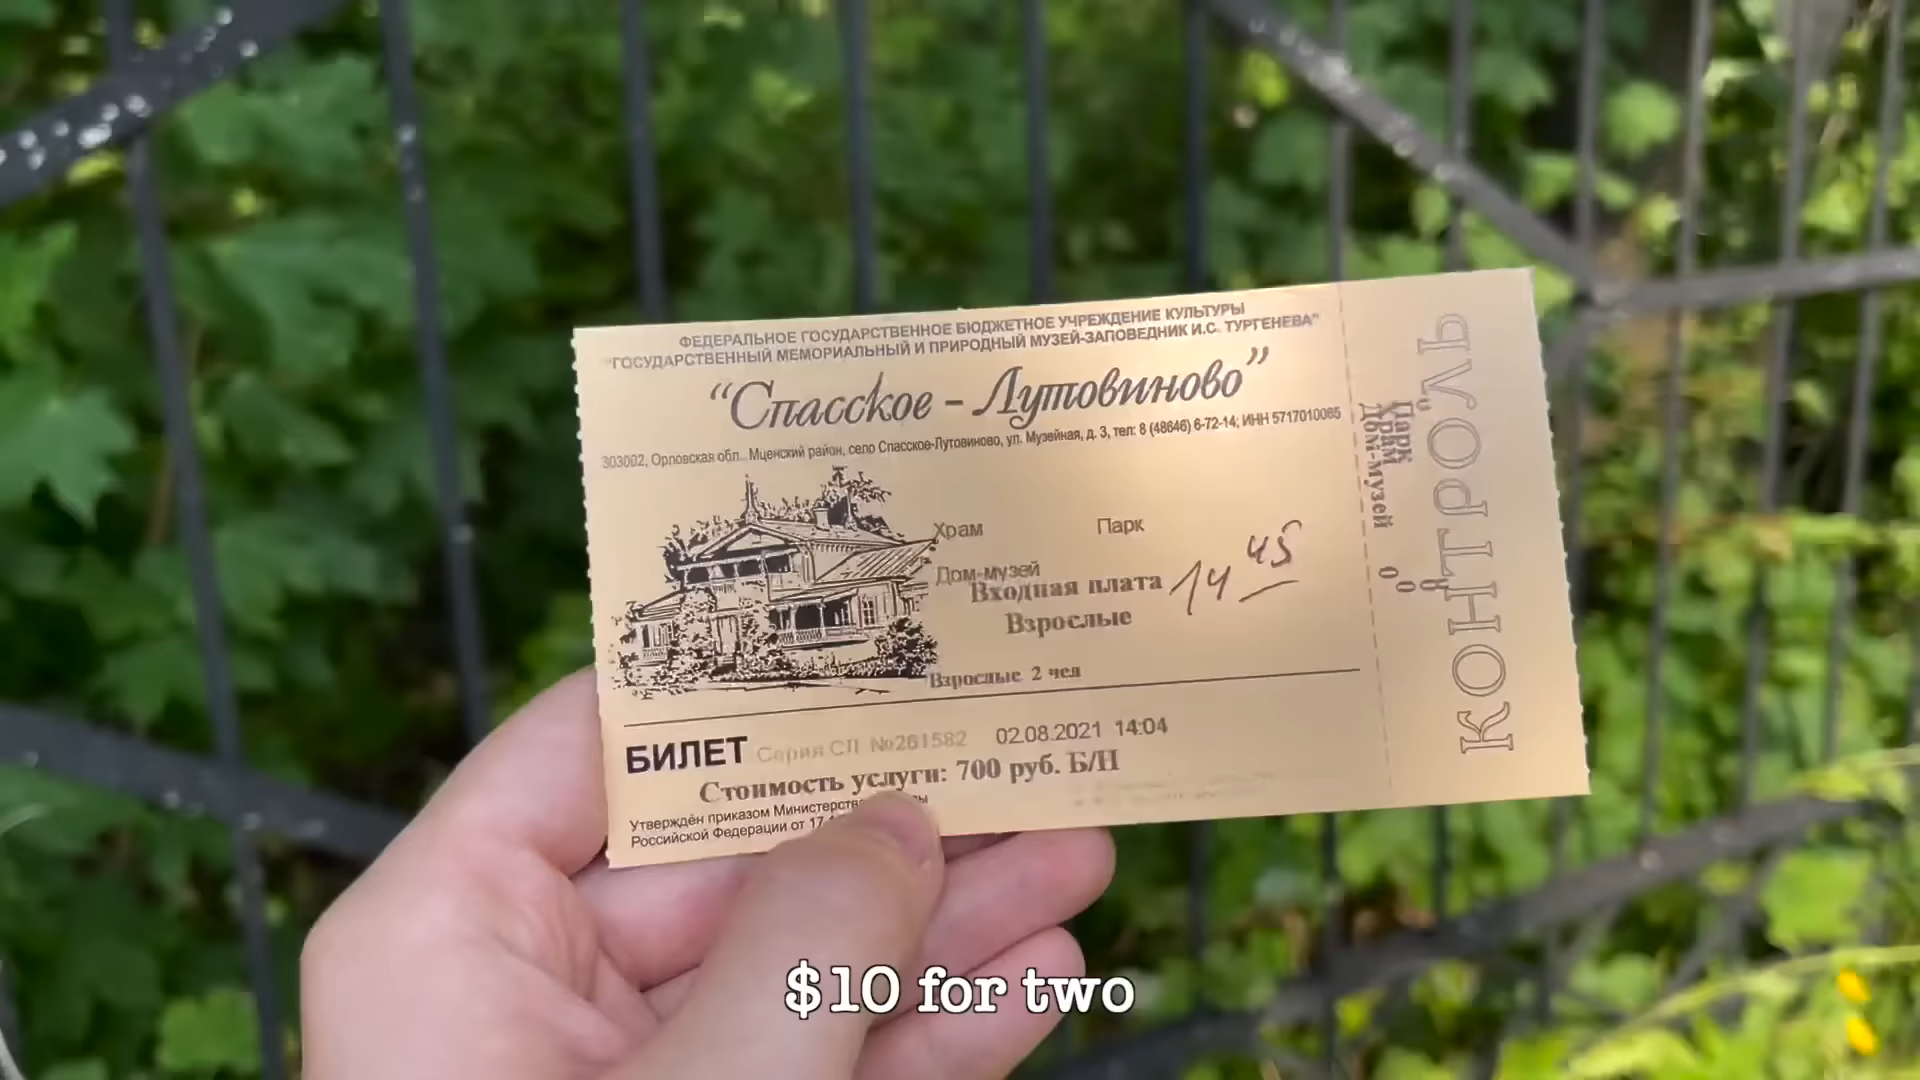 ФЕДЕРАЛЬНОЕ ГОСУДАРСТВЕННОЕ БЮДЖЕТНОЕ УЧРЕЖДЕНИЕ КУЛЬТУРЫ
"ГОСУДАРСТВЕННЫЙ МЕМОРИАЛЬНЫЙ И ПРИРОДНЫЙ МУЗЕЙ-ЗАПОВЕДНИК И.С. ТУРГЕНЕВА"
“Спасское - Лутовиново”
303002, Орловская обл., Мценский район, село Спасское-Лутовиново, ул. Музейная, д. 3, тел: 8 (48646) 6-72-14; ИНН 5717010065
Храм Парк
Дом-музей
Входная плата 14 45
Взрослые
Взрослые 2 чел
БИЛЕТ Серия СЛ №261582 02.08.2021 14:04
Стоимость услуги: 700 руб. Б/Н
Утверждён приказом
Российской Федерации от 17
Парк
Храм
Дом-музей
КОНТРОЛЬ
$10 for two